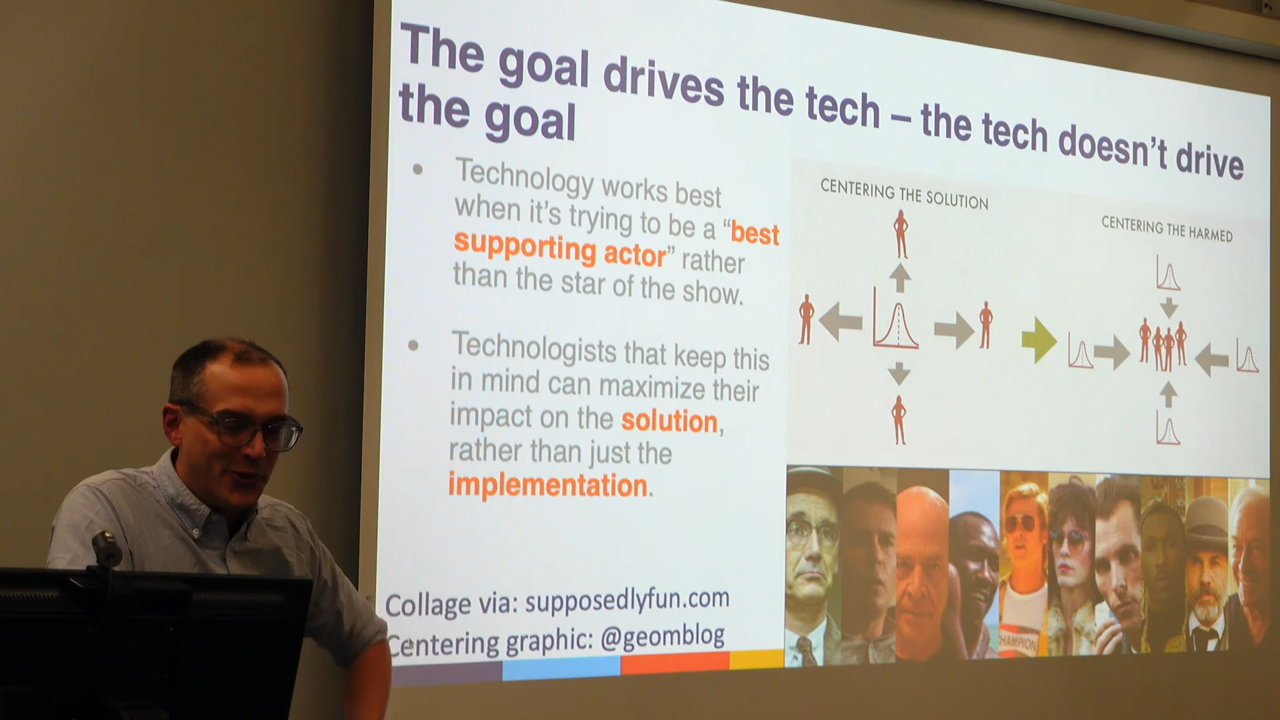 The goal drives the tech – the tech doesn't drive
the goal
• Technology works best
when it's trying to be a "best
supporting actor" rather
than the star of the show.
• Technologists that keep this
in mind can maximize their
impact on the solution,
rather than just the
implementation.
CENTERING THE SOLUTION
CENTERING THE HARMED
CHAMPION
Collage via: supposedlyfun.com
Centering graphic: @geomblog